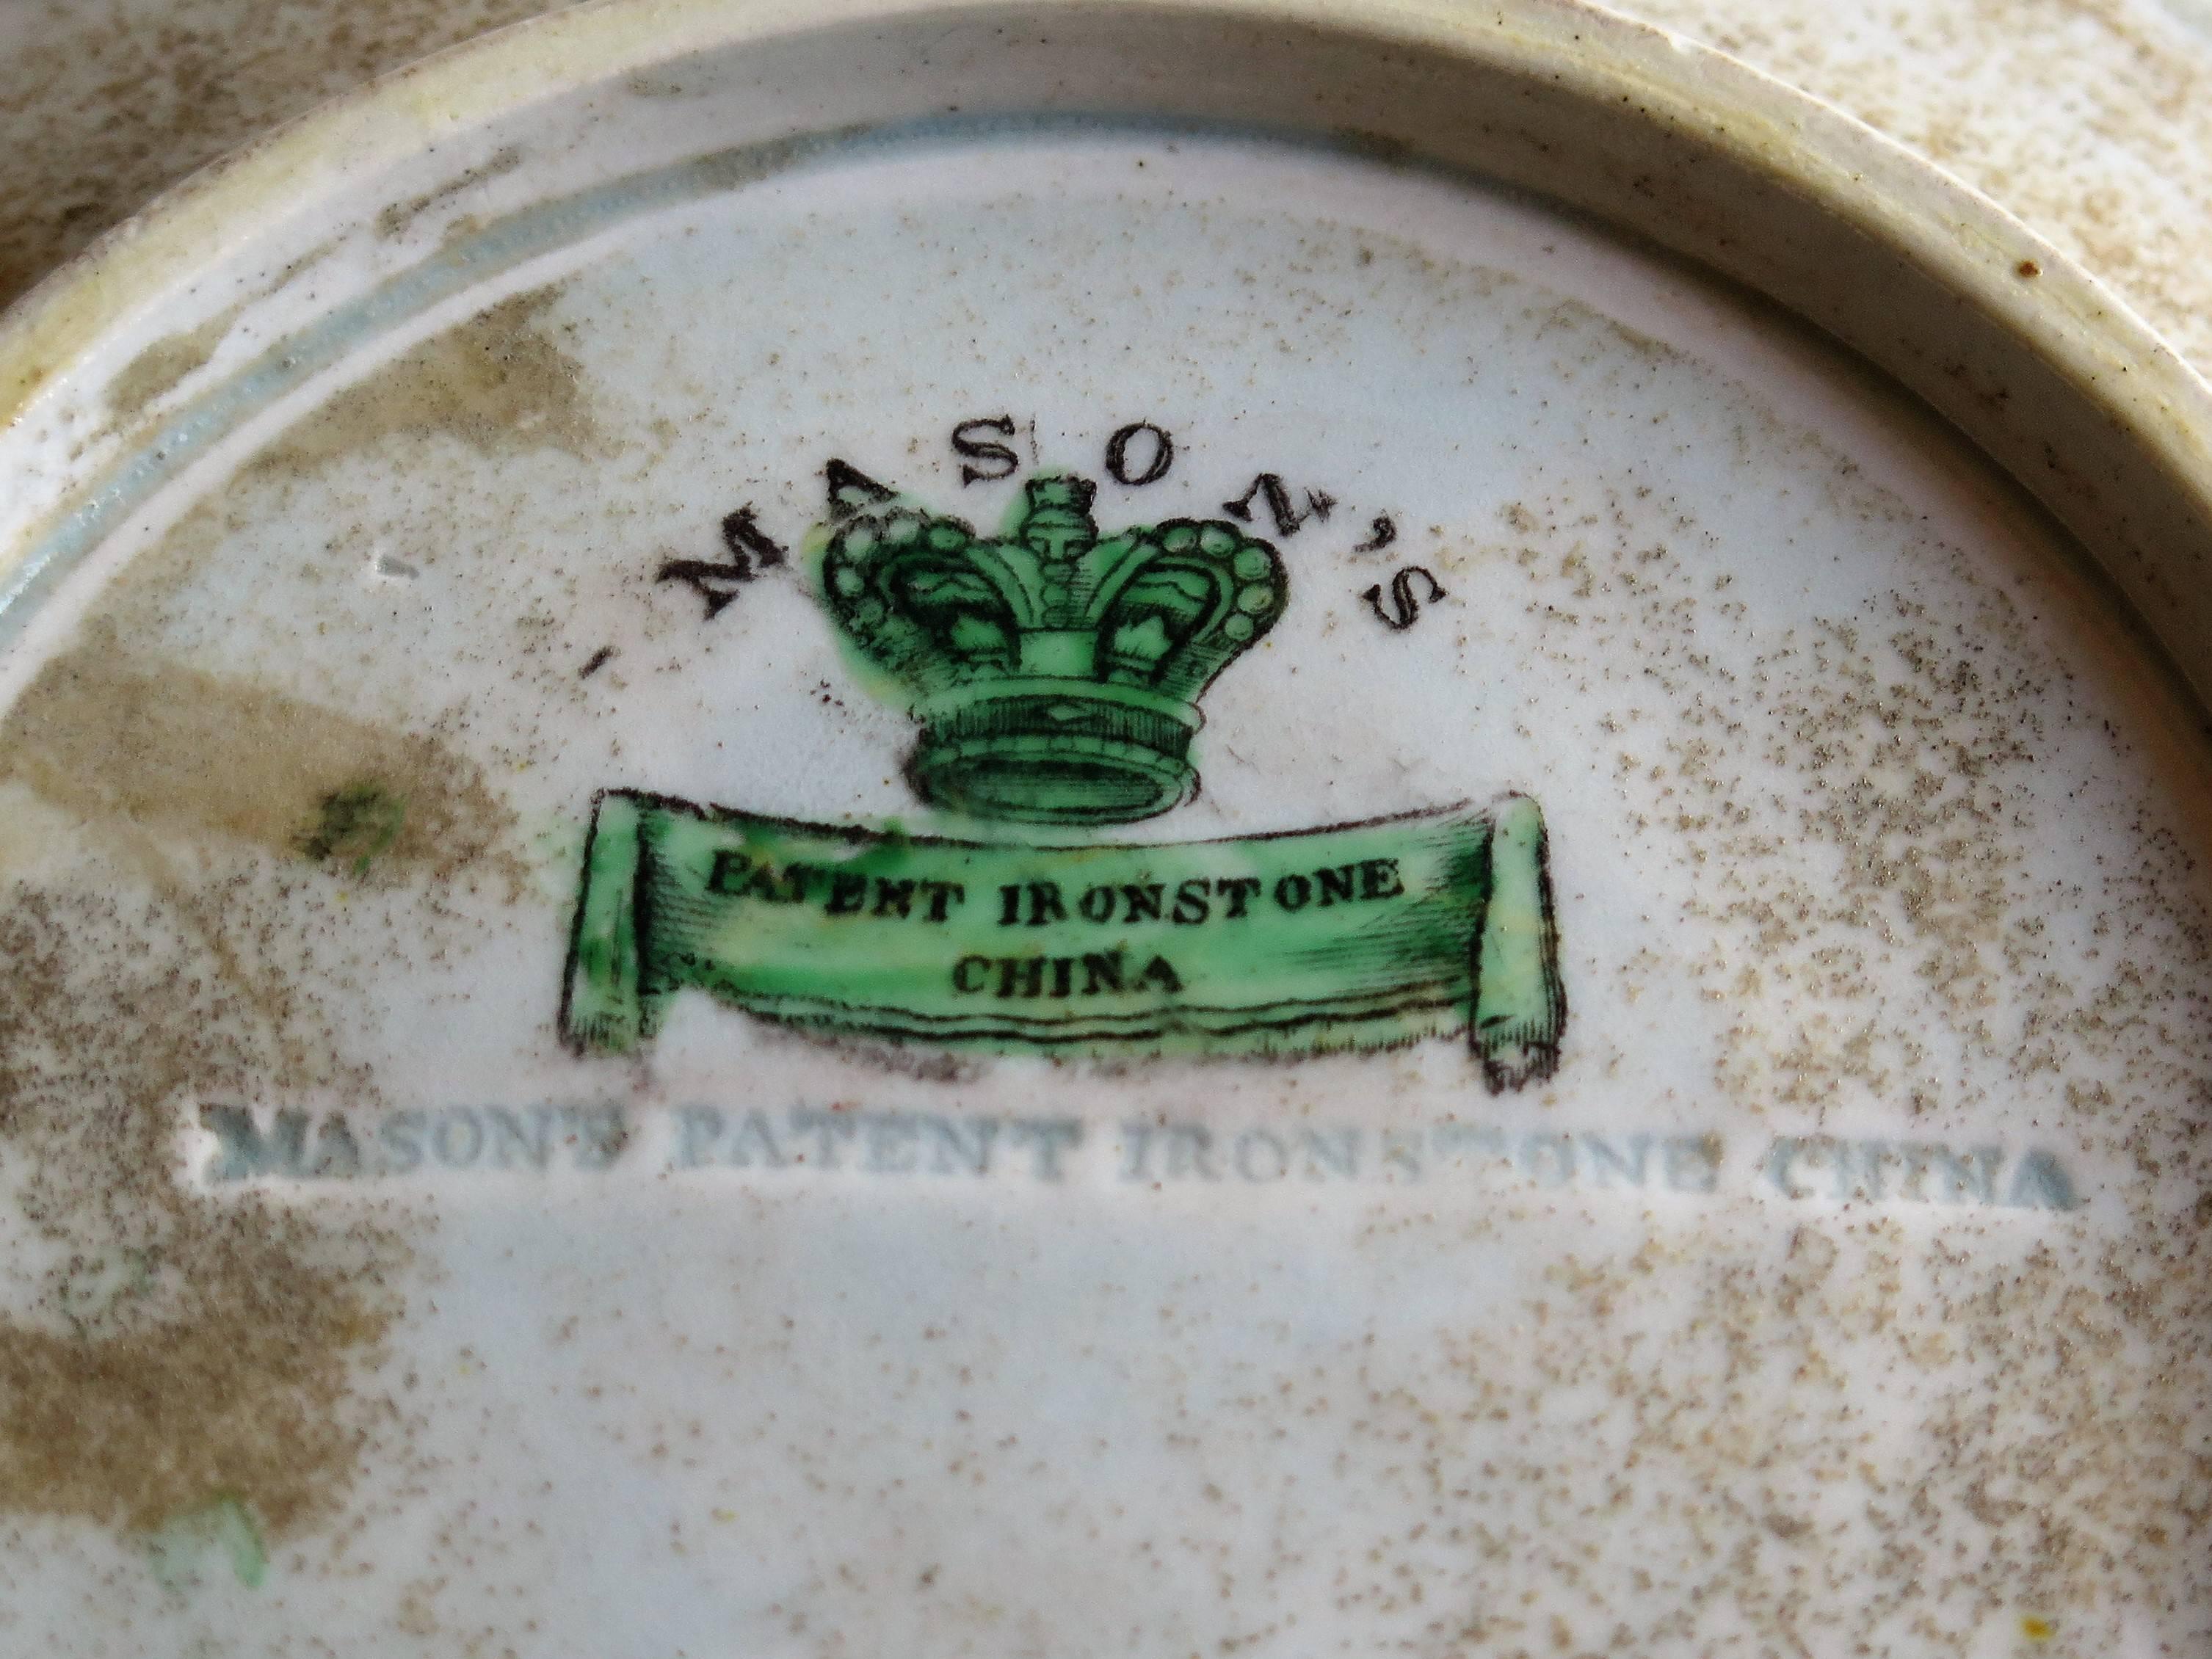 MASON'S
PATENT IRONSTONE
CHINA
MASON'S PATENT IRONSTONE CHINA